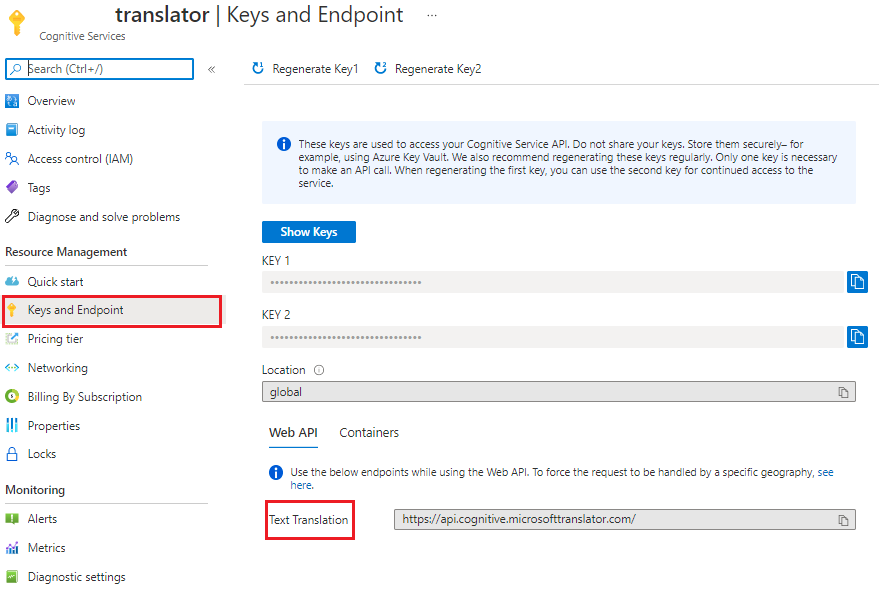 translator | Keys and Endpoint ...
Cognitive Services
Search (Ctrl+/)
«
Overview
Activity log
Access control (IAM)
Tags
Diagnose and solve problems
Resource Management
Quick start
Keys and Endpoint
Pricing tier
Networking
Billing By Subscription
Properties
Locks
Monitoring
Alerts
Metrics
Diagnostic settings
Regenerate Key1 Regenerate Key2
These keys are used to access your Cognitive Service API. Do not share your keys. Store them securely– for
example, using Azure Key Vault. We also recommend regenerating these keys regularly. Only one key is necessary
to make an API call. When regenerating the first key, you can use the second key for continued access to the
service.
Show Keys
KEY 1
KEY 2
Location
global
Web API Containers
Use the below endpoints while using the Web API. To force the request to be handled by a specific geography, see
here.
Text Translation https://api.cognitive.microsofttranslator.com/